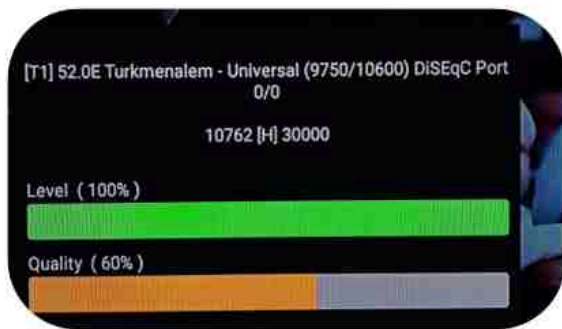 [T1] 52.0E Turkmenalem - Universal (9750/10600) DiSEqC Port
0/0
10762 [H] 30000
Level ( 100% )
Quality ( 60% )